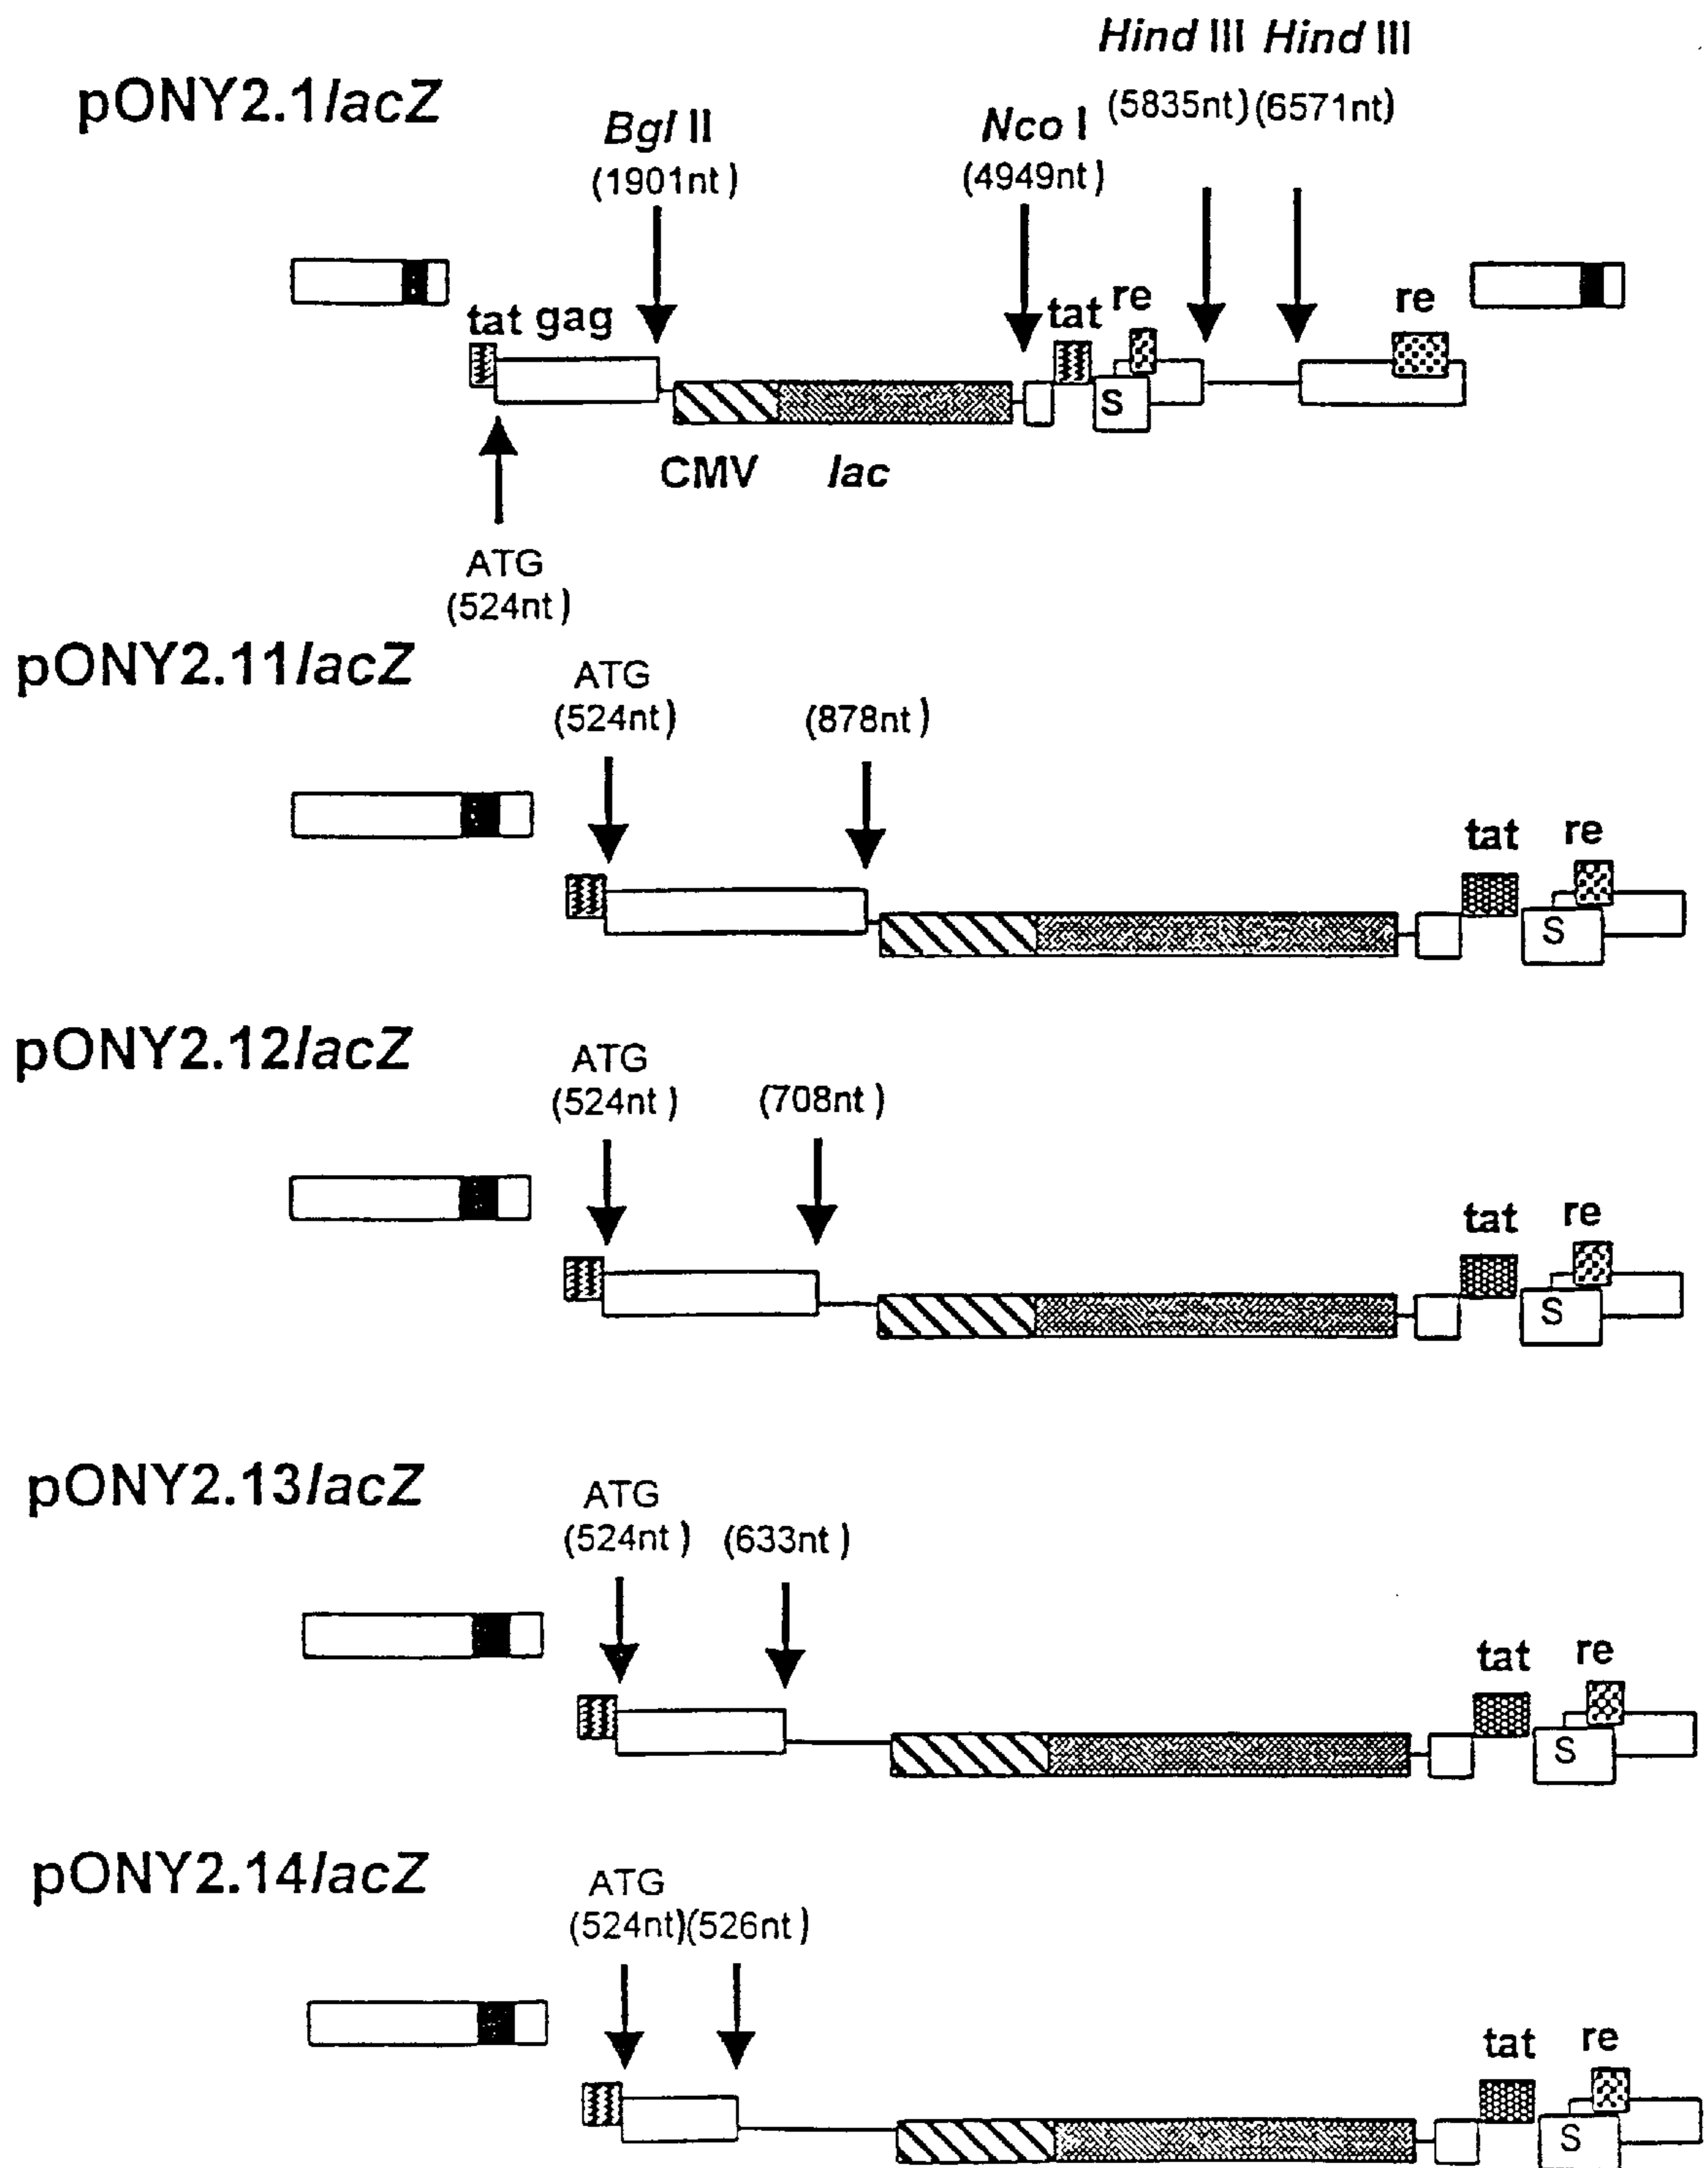 Hind III Hind III
pONY2.1lacZ
Bgl II
Nco I
(5835nt) (6571nt)
(1901nt )
(4949nt )
tat gag
tat
re
re
S
CMV
lac
ATG
(524nt )
pONY2.11lacZ
ATG
(524nt )
(878nt )
tat
re
S
pONY2.12lacZ
ATG
(524nt )
(708nt )
tat
re
S
pONY2.13lacZ
ATG
(524nt )
(633nt )
tat
re
S
pONY2.14lacZ
ATG
(524nt)(526nt )
tat
re
S